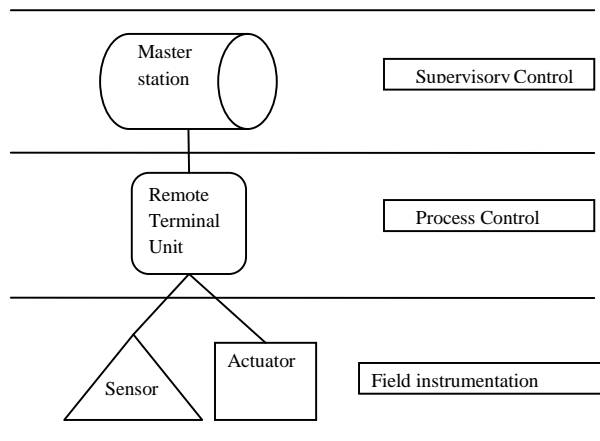 Master
station
Supervisory Control
Remote
Terminal
Unit
Process Control
Sensor
Actuator
Field instrumentation